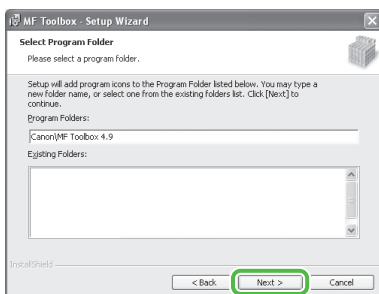 MF Toolbox - Setup Wizard
Select Program Folder
Please select a program folder.
Setup will add program icons to the Program Folder listed below. You may type a
new folder name, or select one from the existing folders list. Click [Next] to
continue.
Program Folders:
Canon\MF Toolbox 4.9
Existing Folders:
InstallShield
< Back Next > Cancel